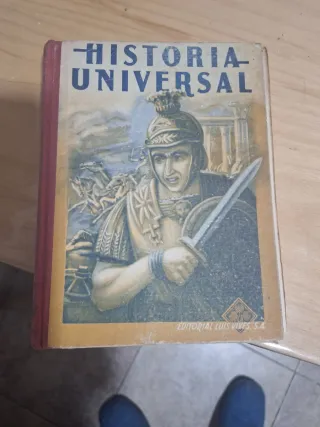 HISTORIA
UNIVERSAL
EDITORIAL LUIS VIVES, S.A.